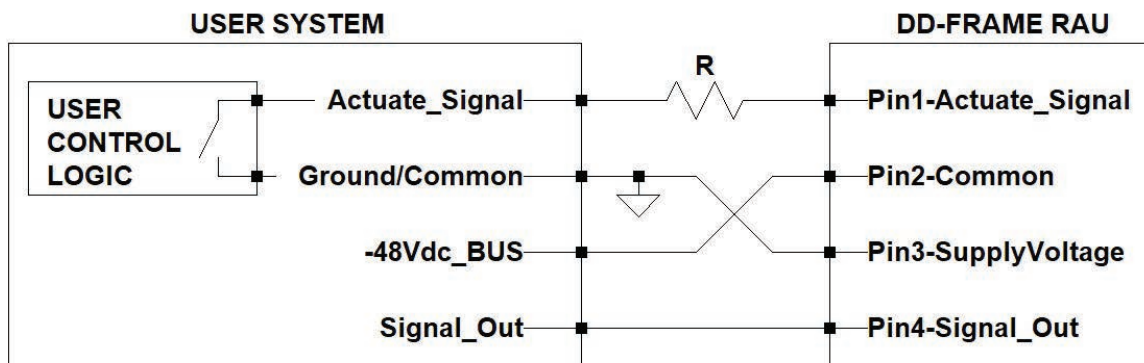 USER SYSTEM
DD-FRAME RAU
USER
CONTROL
LOGIC
Actuate_Signal
R
Pin1-Actuate_Signal
Ground/Common
Pin2-Common
-48Vdc_BUS
Pin3-SupplyVoltage
Signal_Out
Pin4-Signal_Out